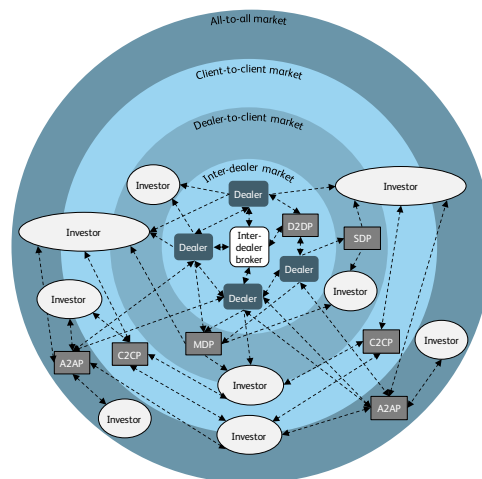 All-to-all market
Client-to-client market
Dealer-to-client market
Inter-dealer market
Investor
Dealer
Investor
D2DP
Investor
Dealer
Inter-
dealer
broker
SDP
Dealer
Investor
Dealer
Investor
MDP
C2CP
Investor
A2AP
C2CP
Investor
A2AP
Investor
Investor